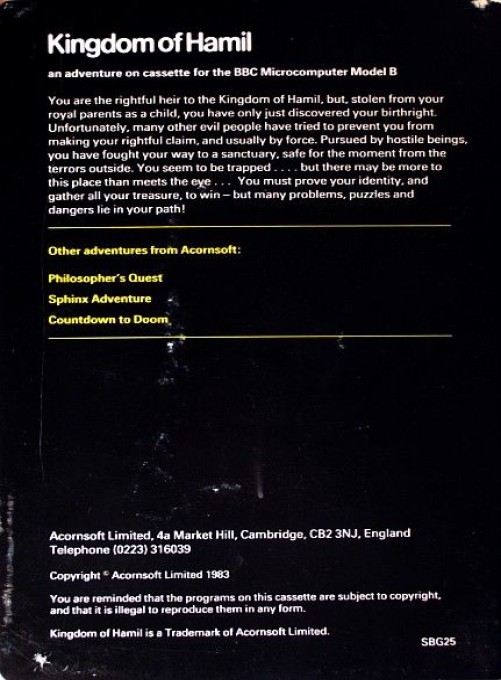 Kingdom of Hamil
an adventure on cassette for the BBC Microcomputer Model B
You are the rightful heir to the Kingdom of Hamil, but, stolen from your
royal parents as a child, you have only just discovered your birthright.
Unfortunately, many other evil people have tried to prevent you from
making your rightful claim, and usually by force. Pursued by hostile beings,
you have fought your way to a sanctuary, safe for the moment from the
terrors outside. You seem to be trapped . . . . but there may be more to
this place than meets the eye . . . You must prove your identity, and
gather all your treasure, to win – but many problems, puzzles and
dangers lie in your path!
Other adventures from Acornsoft:
Philosopher's Quest
Sphinx Adventure
Countdown to Doom
Acornsoft Limited, 4a Market Hill, Cambridge, CB2 3NJ, England
Telephone (0223) 316039
Copyright © Acornsoft Limited 1983
You are reminded that the programs on this cassette are subject to copyright,
and that it is illegal to reproduce them in any form.
Kingdom of Hamil is a Trademark of Acornsoft Limited.
SBG25